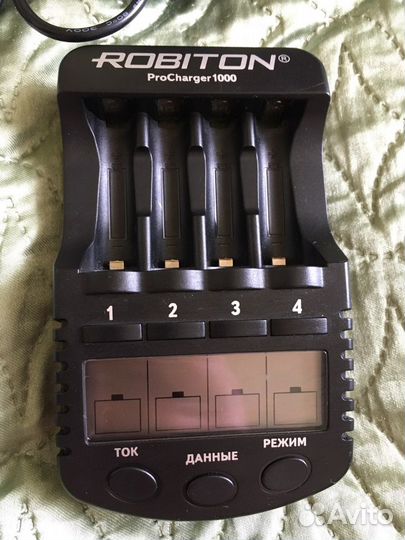 ROBITON®
ProCharger1000
1 2 3 4
ТОК ДАННЫЕ РЕЖИМ
Avito